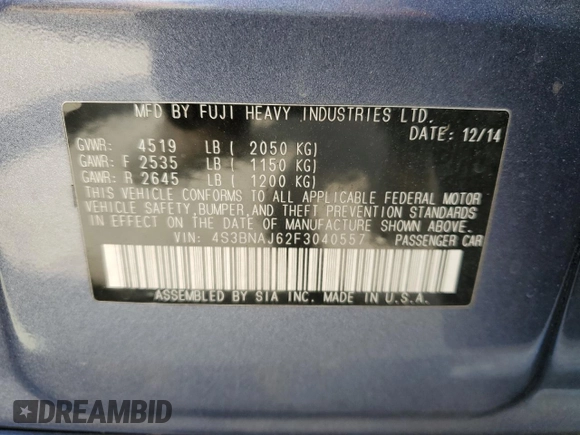 MFD BY FUJI HEAVY INDUSTRIES LTD.
DATE: 12/14
GVWR: 4519 LB ( 2050 KG)
GAWR: F 2535 LB ( 1150 KG)
GAWR: R 2645 LB ( 1200 KG)
THIS VEHICLE CONFORMS TO ALL APPLICABLE FEDERAL MOTOR
VEHICLE SAFETY, BUMPER, AND THEFT PREVENTION STANDARDS
IN EFFECT ON THE DATE OF MANUFACTURE SHOWN ABOVE.
VIN: 4S3BNAJ62F3040557 PASSENGER CAR
ASSEMBLED BY SIA INC. MADE IN U.S.A.
DREAMBID